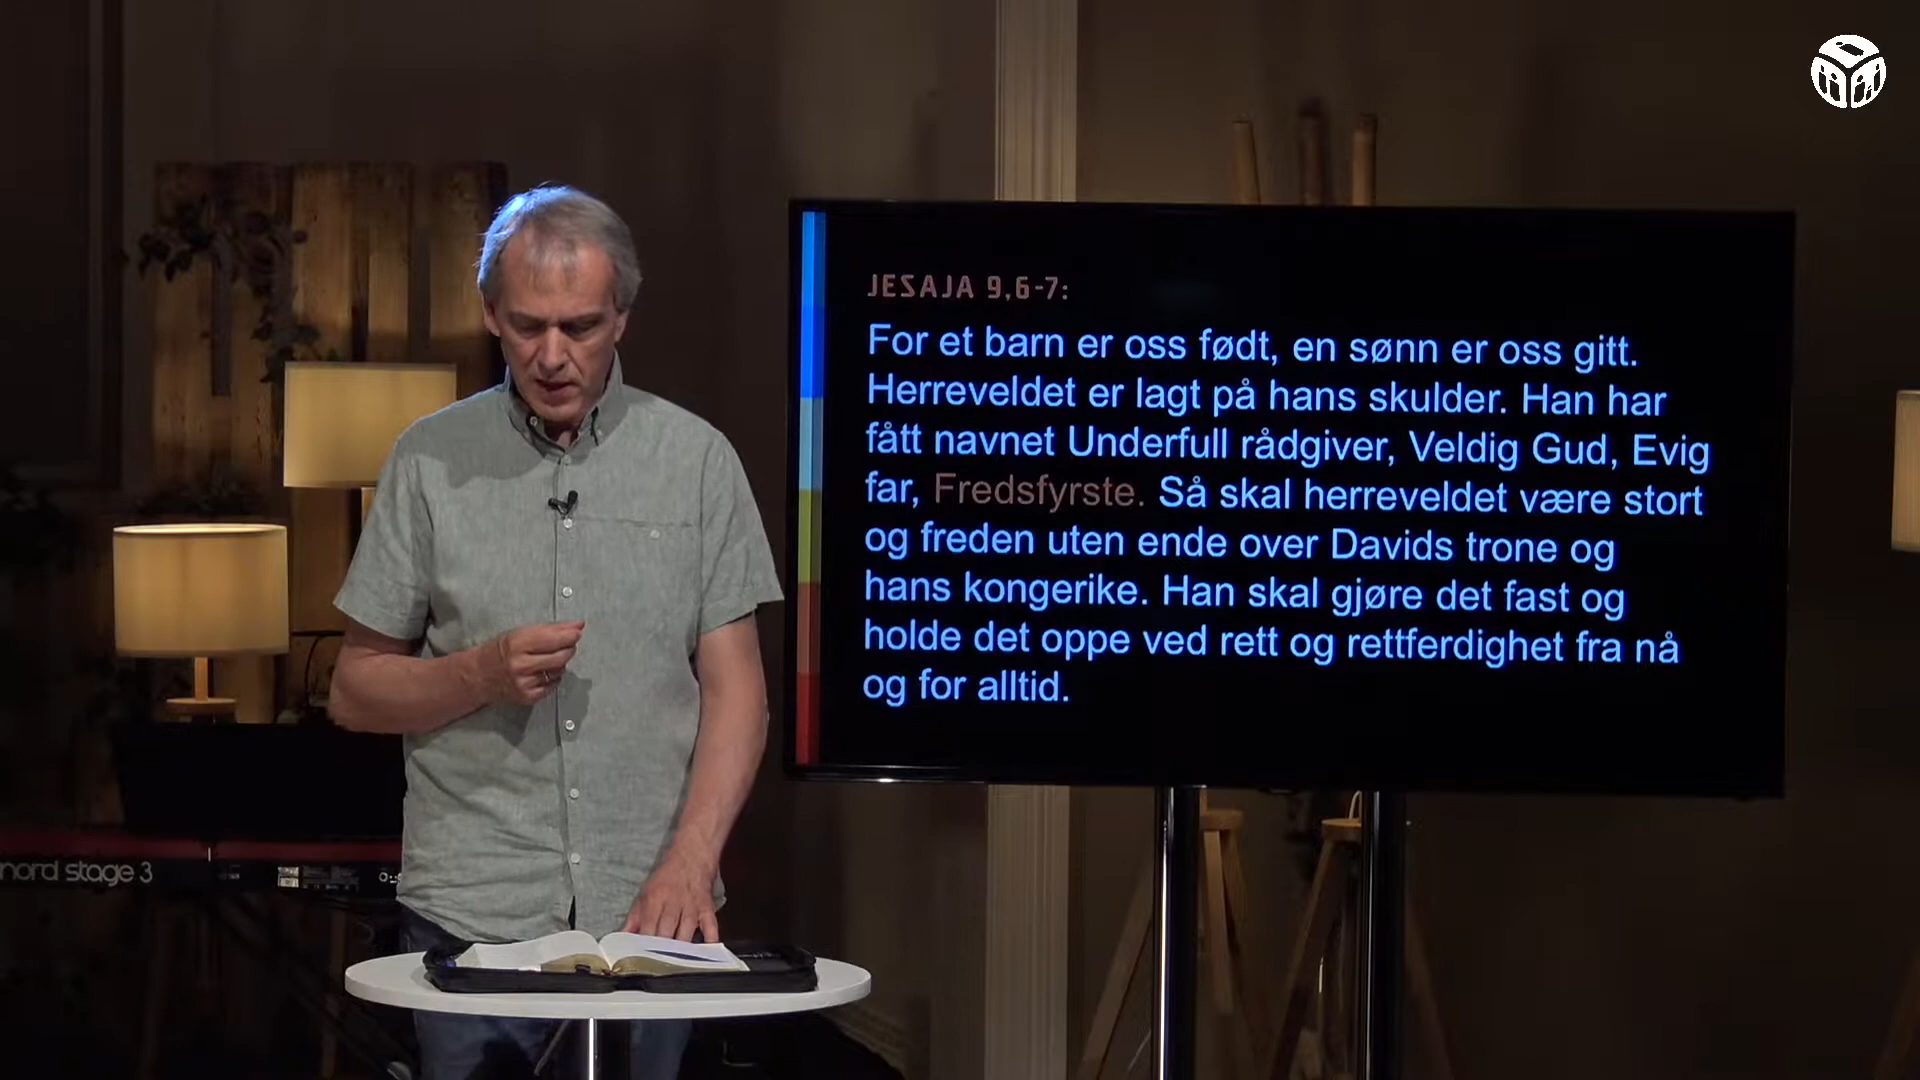 JESAJA 9,6-7:
For et barn er oss født, en sønn er oss gitt.
Herreveldet er lagt på hans skulder. Han har
fått navnet Underfull rådgiver, Veldig Gud, Evig
far, Fredsfyrste. Så skal herreveldet være stort
og freden uten ende over Davids trone og
hans kongerike. Han skal gjøre det fast og
holde det oppe ved rett og rettferdighet fra nå
og for alltid.
nord stage 3